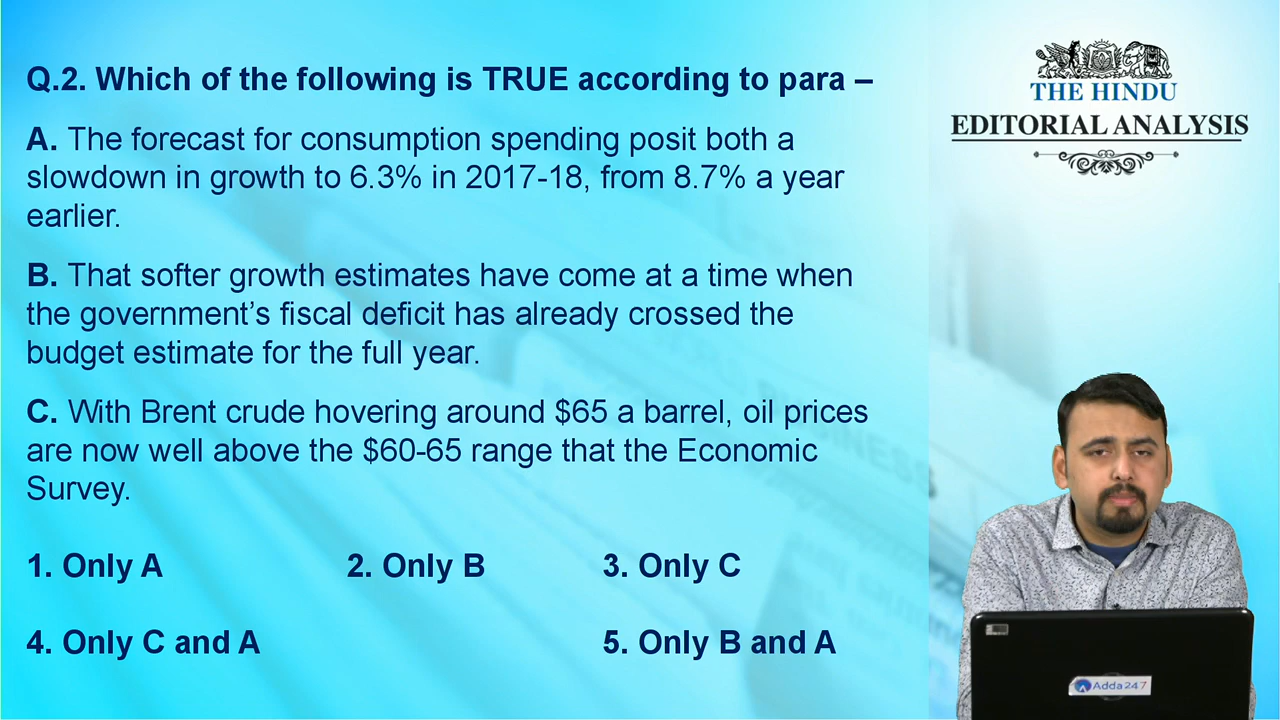 Q.2. Which of the following is TRUE according to para –
A. The forecast for consumption spending posit both a
slowdown in growth to 6.3% in 2017-18, from 8.7% a year
earlier.
B. That softer growth estimates have come at a time when
the government’s fiscal deficit has already crossed the
budget estimate for the full year.
C. With Brent crude hovering around $65 a barrel, oil prices
are now well above the $60-65 range that the Economic
Survey.
1. Only A 2. Only B 3. Only C
4. Only C and A 5. Only B and A
THE HINDU
EDITORIAL ANALYSIS
Adda247